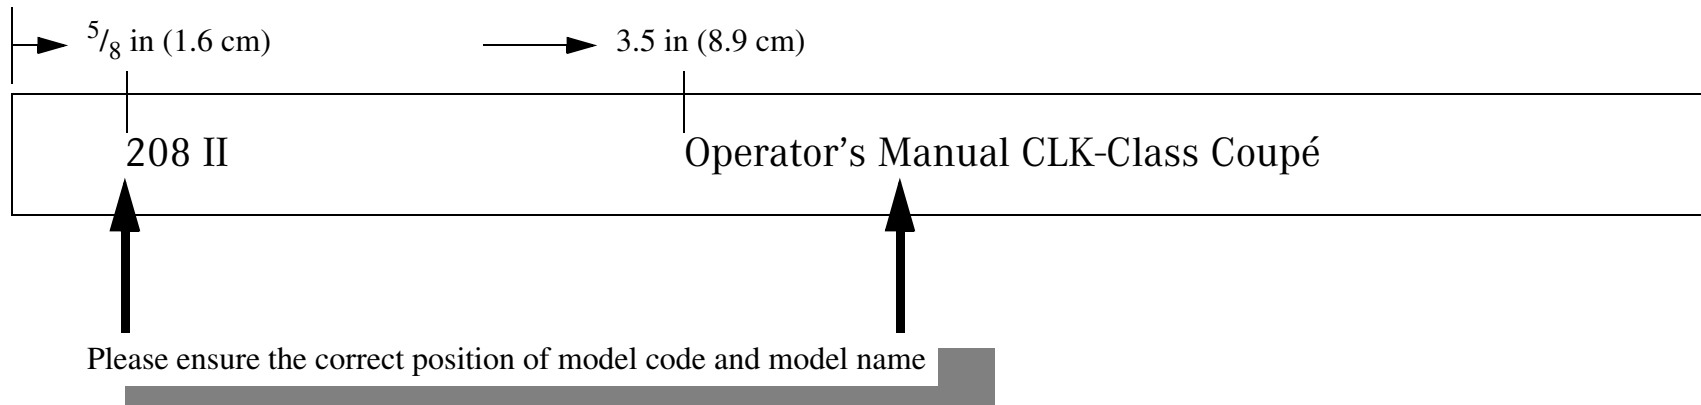 5/8 in (1.6 cm) 3.5 in (8.9 cm)
208 II Operator’s Manual CLK-Class Coupé
Please ensure the correct position of model code and model name